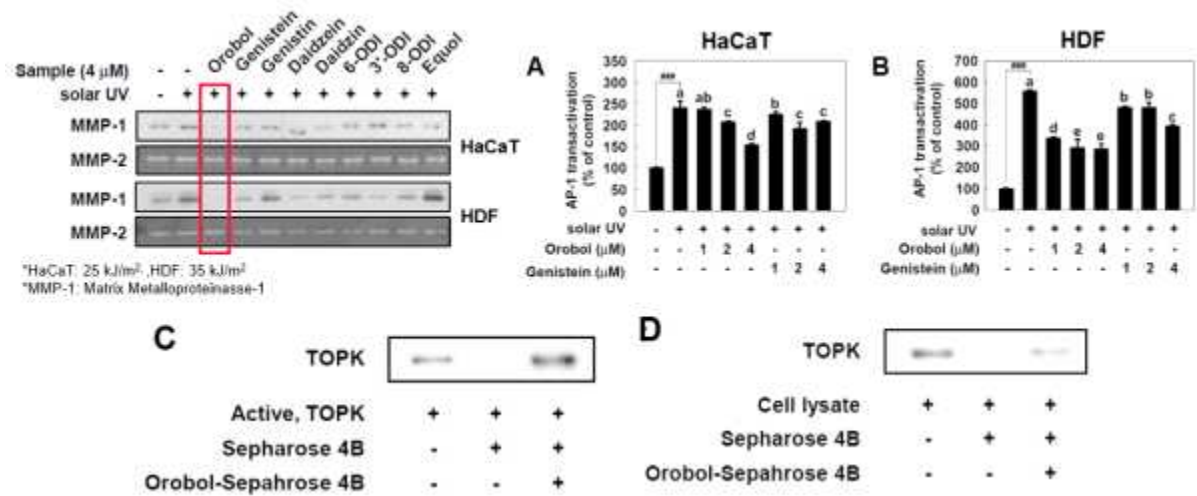 Orobol Genistein Genistin Daidzein Daidzin 6-ODI 3'-ODI 8-ODI Equol
Sample (4 μM) - -
solar UV - + + + + + + + + + +
MMP-1
MMP-2
HaCaT
MMP-1
MMP-2
HDF
*HaCaT: 25 kJ/m², ,HDF: 35 kJ/m²
*MMP-1: Matrix Metalloproteinasse-1
A
HaCaT
AP-1 transactivation
(% of control)
350
300
250
200
150
100
50
0
### a ab c d b c c
solar UV - + + + + + + +
Orobol (μM) - - 1 2 4 - - -
Genistein (μM) - - - - - 1 2 4
B
HDF
AP-1 transactivation
(% of control)
700
600
500
400
300
200
100
0
### a d e e b b c
solar UV - + + + + + + +
Orobol (μM) - - 1 2 4 - - -
Genistein (μM) - - - - - 1 2 4
C
TOPK
Active, TOPK + + +
Sepharose 4B - + +
Orobol-Sepahrose 4B - - +
D
TOPK
Cell lysate + + +
Sepharose 4B - + +
Orobol-Sepharose 4B - - +